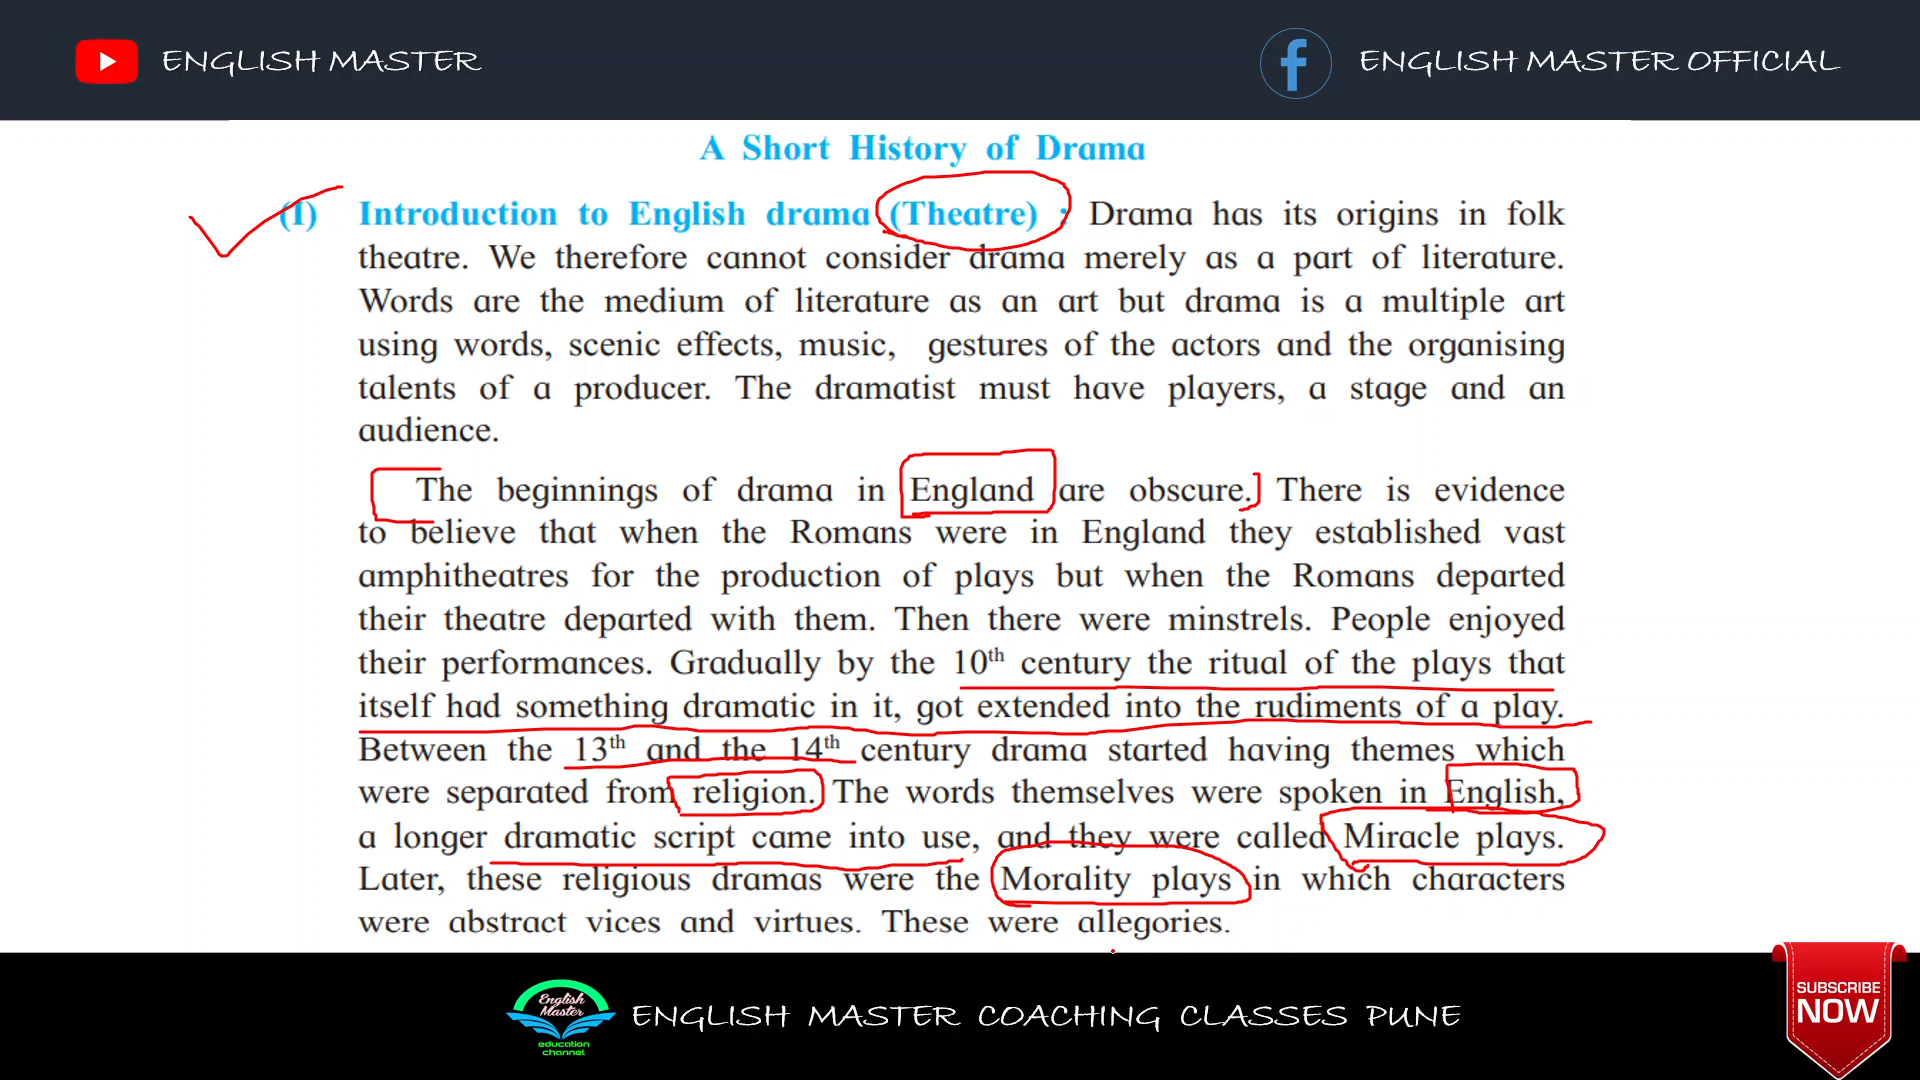 ENGLISH MASTER
ENGLISH MASTER OFFICIAL
A Short History of Drama
(I) Introduction to English drama (Theatre) : Drama has its origins in folk
theatre. We therefore cannot consider drama merely as a part of literature.
Words are the medium of literature as an art but drama is a multiple art
using words, scenic effects, music, gestures of the actors and the organising
talents of a producer. The dramatist must have players, a stage and an
audience.
The beginnings of drama in England are obscure. There is evidence
to believe that when the Romans were in England they established vast
amphitheatres for the production of plays but when the Romans departed
their theatre departed with them. Then there were minstrels. People enjoyed
their performances. Gradually by the 10th century the ritual of the plays that
itself had something dramatic in it, got extended into the rudiments of a play.
Between the 13th and the 14th century drama started having themes which
were separated from religion. The words themselves were spoken in English,
a longer dramatic script came into use, and they were called Miracle plays.
Later, these religious dramas were the Morality plays in which characters
were abstract vices and virtues. These were allegories.
English
Master
education
channel
ENGLISH MASTER COACHING CLASSES PUNE
SUBSCRIBE
NOW